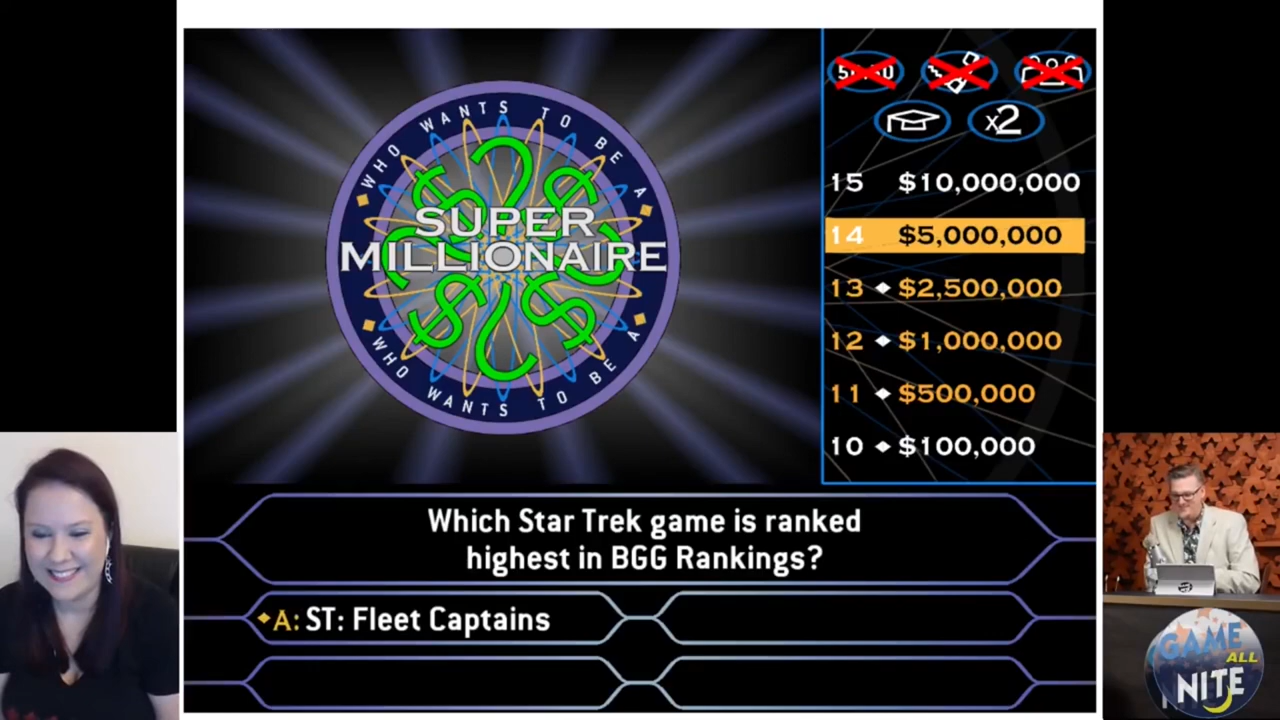 WHO WANTS TO BE A
SUPER
MILLIONAIRE
WHO WANTS TO BE A
50:50
x2
15 $10,000,000
14 $5,000,000
13 $2,500,000
12 $1,000,000
11 $500,000
10 $100,000
Which Star Trek game is ranked
highest in BGG Rankings?
A: ST: Fleet Captains
GAME
ALL
NITE